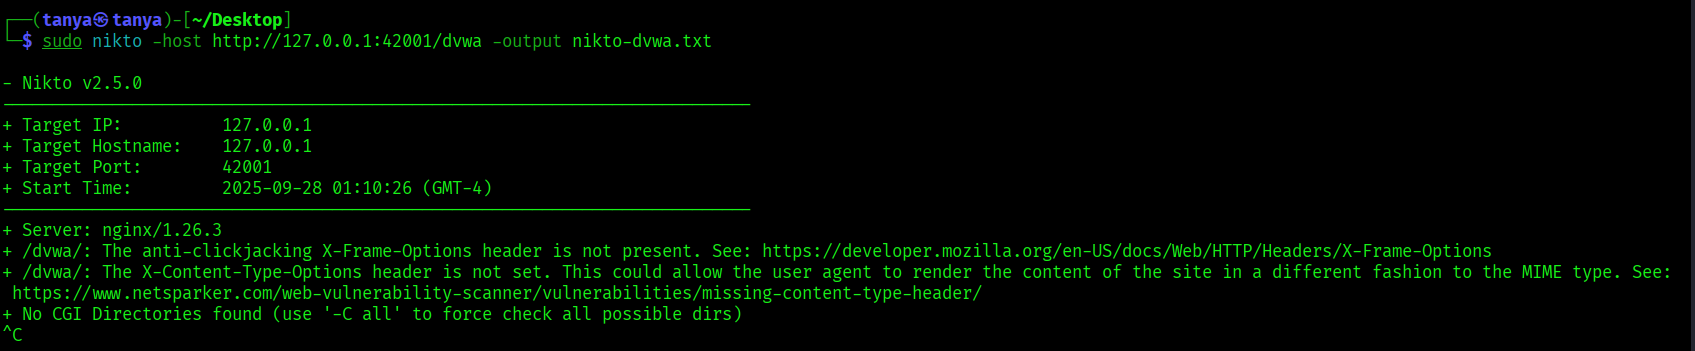 ┌──(tanya㉿tanya)-[~/Desktop]
└─$ sudo nikto -host http://127.0.0.1:42001/dvwa -output nikto-dvwa.txt
- Nikto v2.5.0
---------------------------------------------------------------------------
+ Target IP:          127.0.0.1
+ Target Hostname:    127.0.0.1
+ Target Port:        42001
+ Start Time:         2025-09-28 01:10:26 (GMT-4)
---------------------------------------------------------------------------
+ Server: nginx/1.26.3
+ /dvwa/: The anti-clickjacking X-Frame-Options header is not present. See: https://developer.mozilla.org/en-US/docs/Web/HTTP/Headers/X-Frame-Options
+ /dvwa/: The X-Content-Type-Options header is not set. This could allow the user agent to render the content of the site in a different fashion to the MIME type. See:
https://www.netsparker.com/web-vulnerability-scanner/vulnerabilities/missing-content-type-header/
+ No CGI Directories found (use '-C all' to force check all possible dirs)
^C